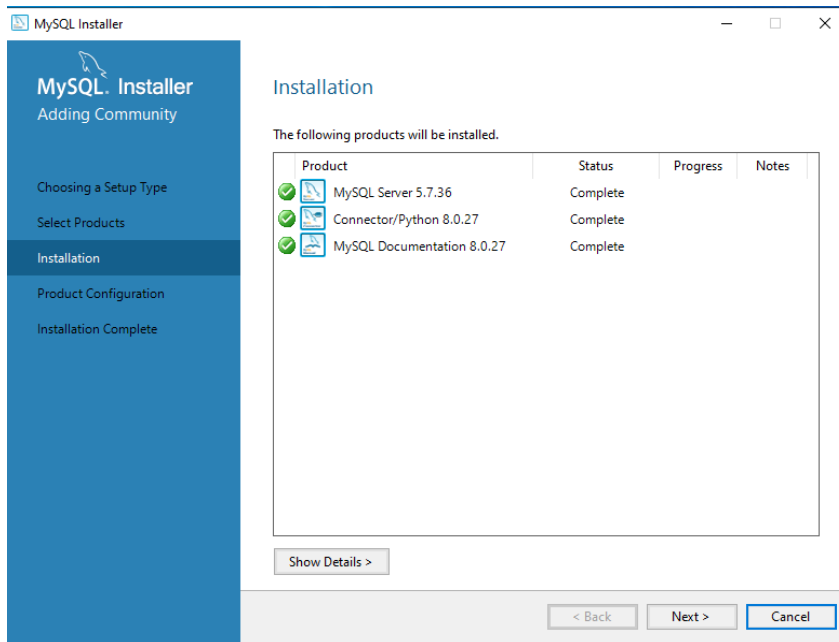 MySQL Installer
MySQL. Installer
Adding Community
Choosing a Setup Type
Select Products
Installation
Product Configuration
Installation Complete
Installation
The following products will be installed.
Product Status Progress Notes
MySQL Server 5.7.36 Complete
Connector/Python 8.0.27 Complete
MySQL Documentation 8.0.27 Complete
Show Details >
< Back Next > Cancel